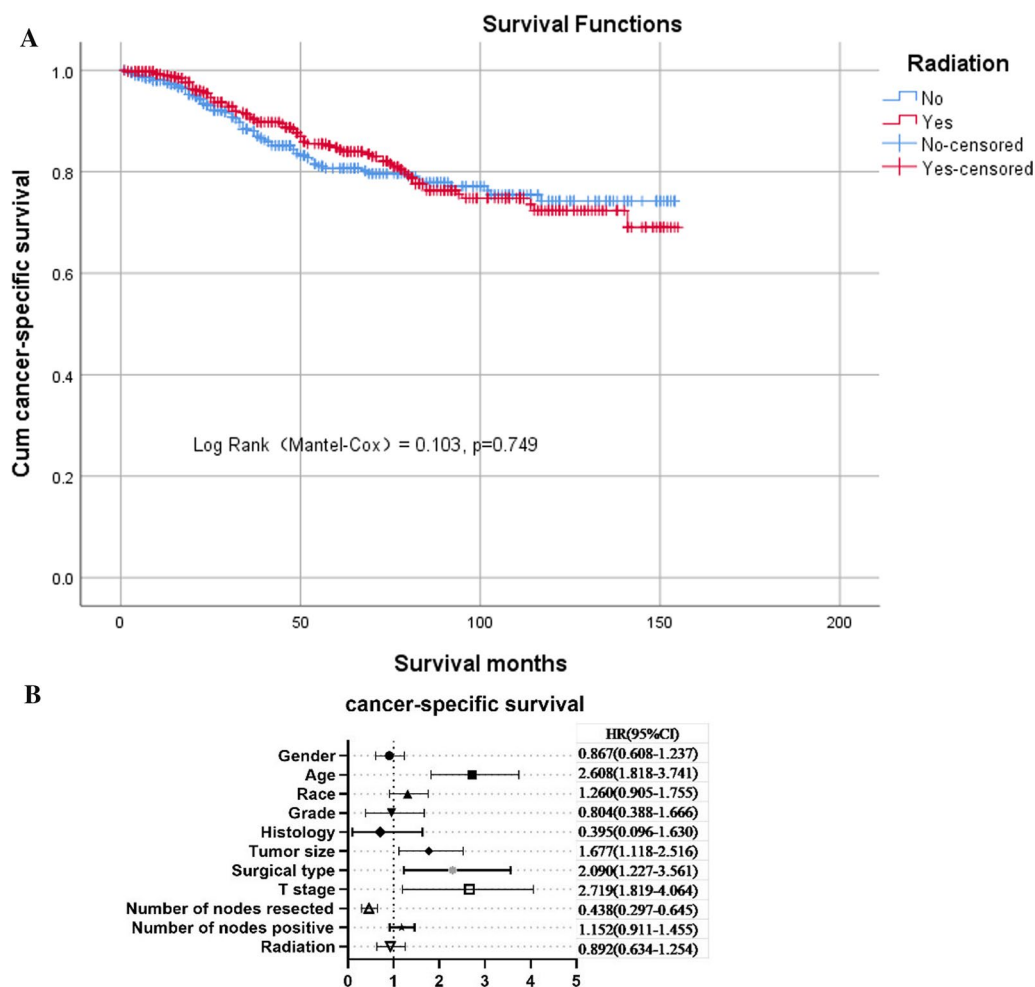 A
Survival Functions
Cum cancer-specific survival
1.0
0.8
0.6
0.4
0.2
0.0
Log Rank（Mantel-Cox）= 0.103, p=0.749
0 50 100 150 200
Survival months
Radiation
No
Yes
No-censored
Yes-censored
B
cancer-specific survival
HR(95%CI)
Gender 0.867(0.608-1.237)
Age 2.608(1.818-3.741)
Race 1.260(0.905-1.755)
Grade 0.804(0.388-1.666)
Histology 0.395(0.096-1.630)
Tumor size 1.677(1.118-2.516)
Surgical type 2.090(1.227-3.561)
T stage 2.719(1.819-4.064)
Number of nodes resected 0.438(0.297-0.645)
Number of nodes positive 1.152(0.911-1.455)
Radiation 0.892(0.634-1.254)
0 1 2 3 4 5